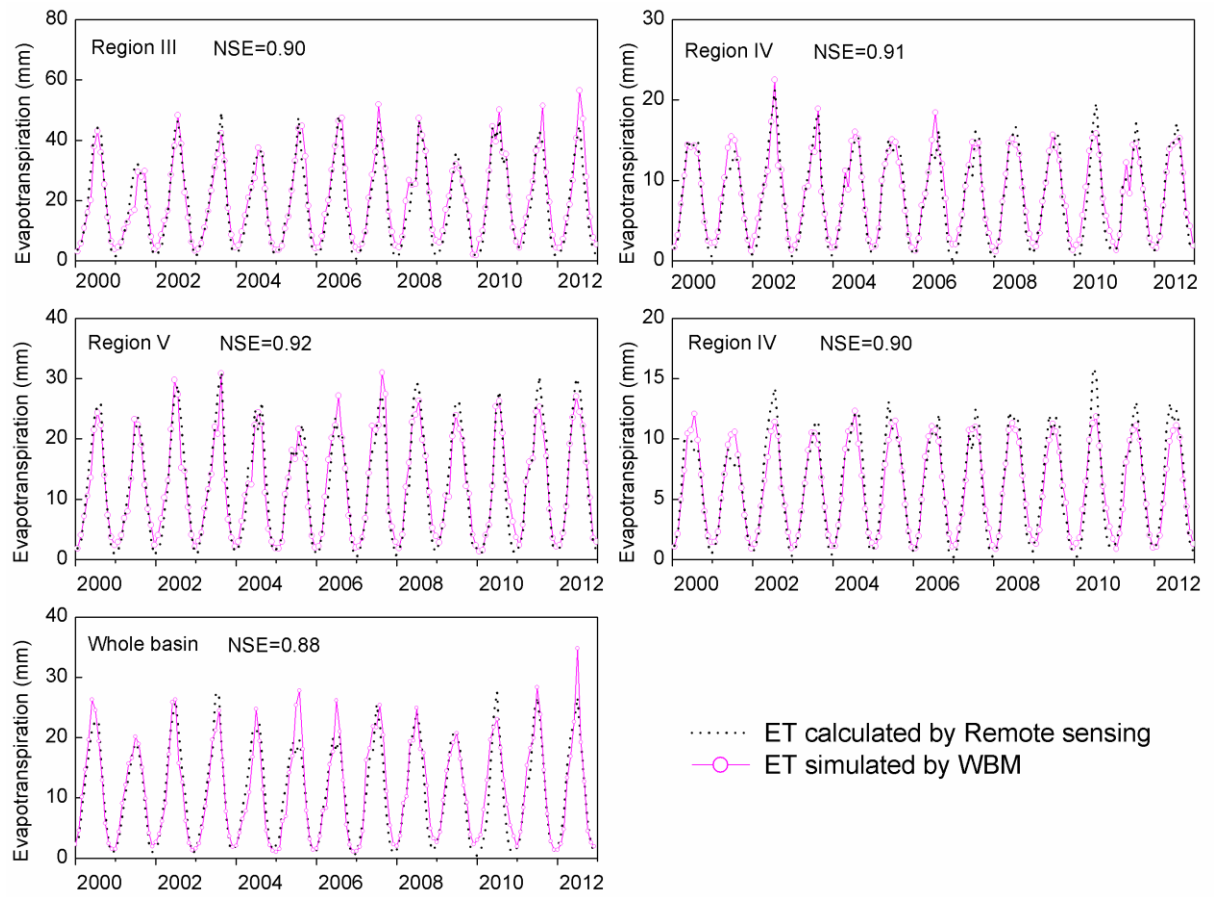 Region III NSE=0.90
Evapotranspiration (mm)
80
60
40
20
0
2000 2002 2004 2006 2008 2010 2012
Region IV NSE=0.91
Evapotranspiration (mm)
30
20
10
0
2000 2002 2004 2006 2008 2010 2012
Region V NSE=0.92
Evapotranspiration (mm)
40
30
20
10
0
2000 2002 2004 2006 2008 2010 2012
Region IV NSE=0.90
Evapotranspiration (mm)
20
15
10
5
0
2000 2002 2004 2006 2008 2010 2012
Whole basin NSE=0.88
Evapotranspiration (mm)
40
30
20
10
0
2000 2002 2004 2006 2008 2010 2012
ET calculated by Remote sensing
ET simulated by WBM